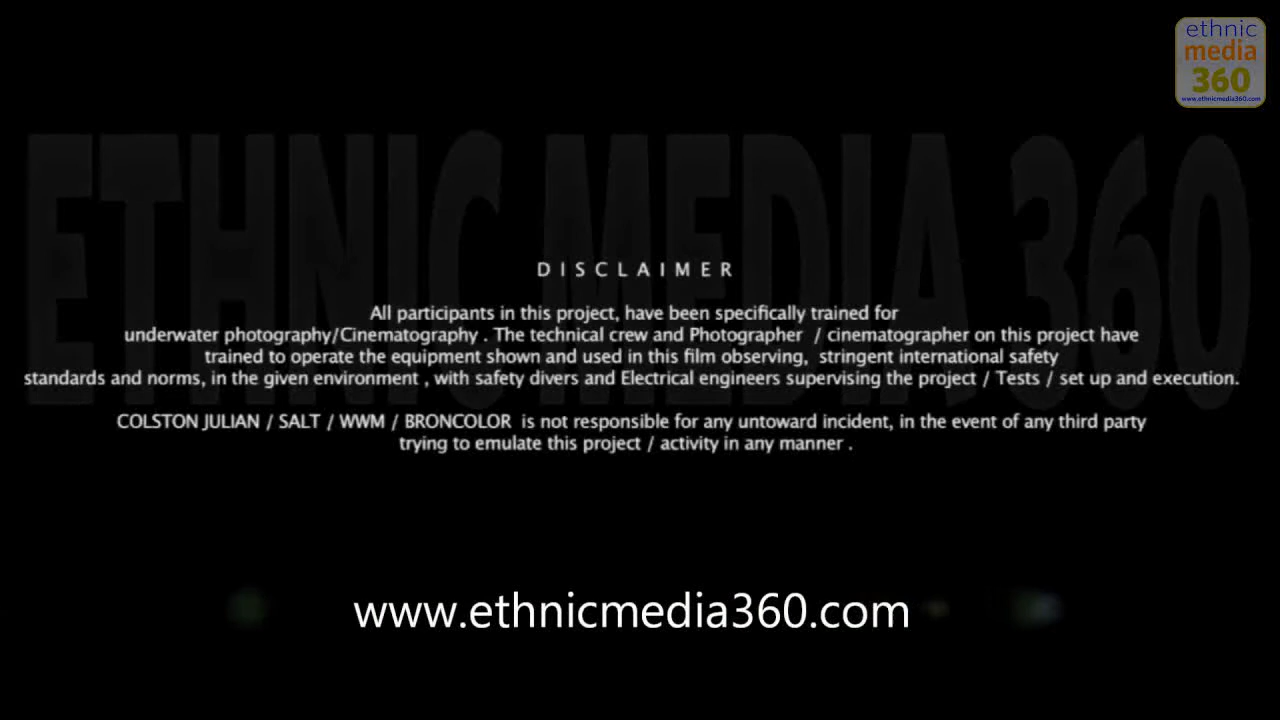 ethnic
media
360
www.ethnicmedia360.com
ETHNIC MEDIA 360
DISCLAIMER
All participants in this project, have been specifically trained for
underwater photography/Cinematography . The technical crew and Photographer / cinematographer on this project have
trained to operate the equipment shown and used in this film observing, stringent international safety
standards and norms, in the given environment , with safety divers and Electrical engineers supervising the project / Tests / set up and execution.
COLSTON JULIAN / SALT / WWM / BRONCOLOR is not responsible for any untoward incident, in the event of any third party
trying to emulate this project / activity in any manner .
www.ethnicmedia360.com